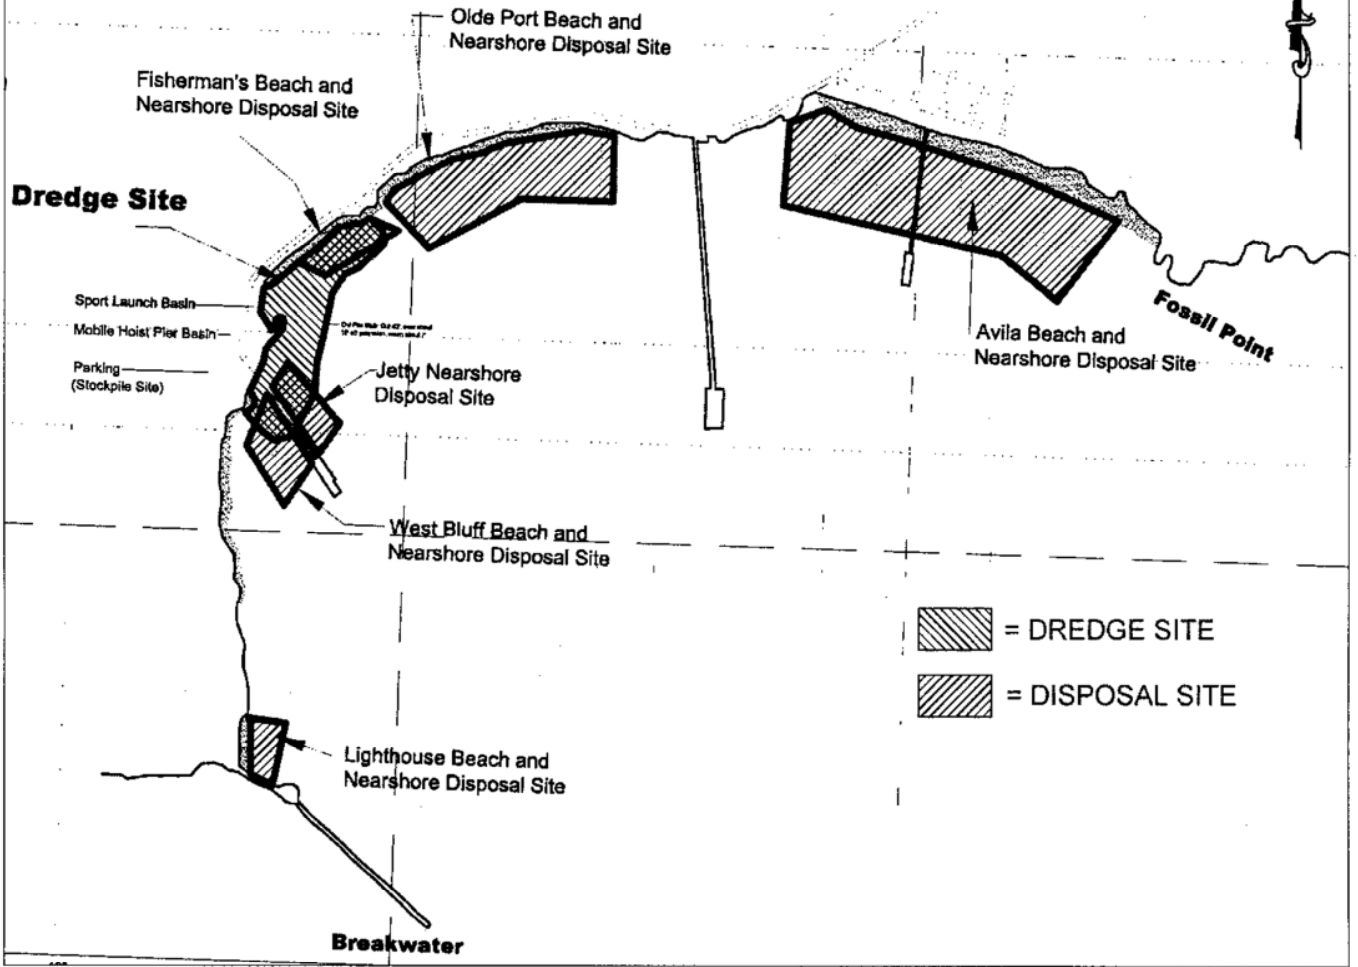 Olde Port Beach and
Nearshore Disposal Site
Fisherman's Beach and
Nearshore Disposal Site
Dredge Site
Sport Launch Basin
Mobile Hoist Pier Basin
Parking
(Stockpile Site)
Jetty Nearshore
Disposal Site
Avila Beach and
Nearshore Disposal Site
Fossil Point
West Bluff Beach and
Nearshore Disposal Site
= DREDGE SITE
= DISPOSAL SITE
Lighthouse Beach and
Nearshore Disposal Site
Breakwater